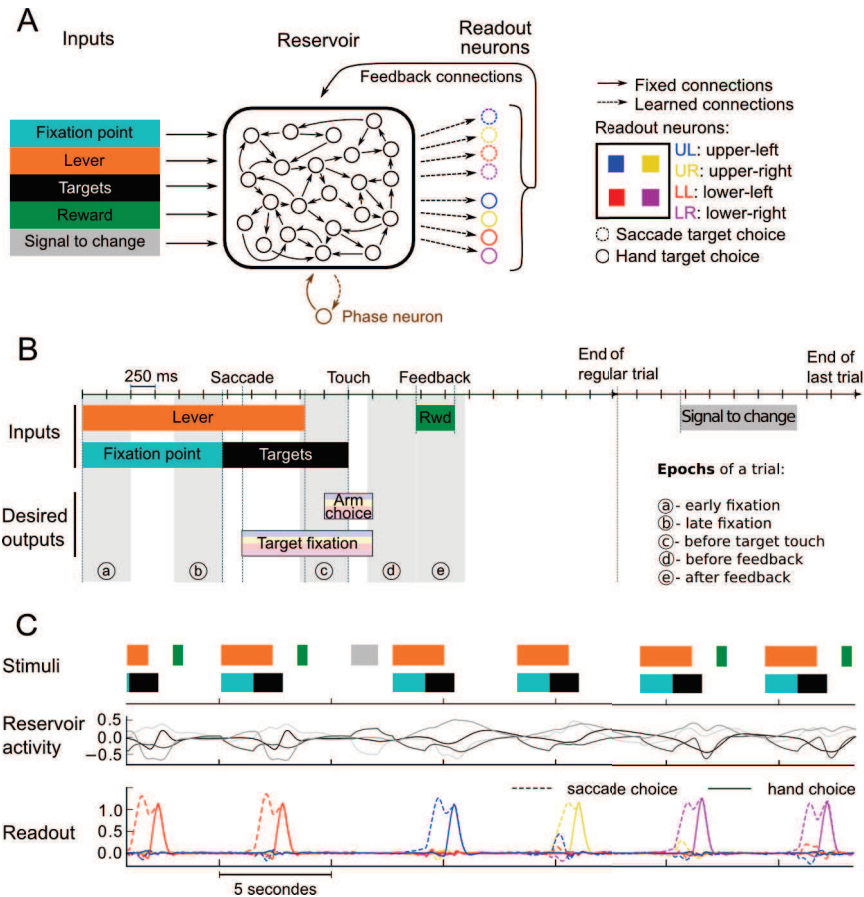 A
Inputs
Reservoir
Readout
neurons
Feedback connections
Fixed connections
Learned connections
Fixation point
Lever
Targets
Reward
Signal to change
Readout neurons:
UL: upper-left
UR: upper-right
LL: lower-left
LR: lower-right
Saccade target choice
Hand target choice
Phase neuron
B
250 ms
Saccade
Touch
Feedback
End of
regular trial
End of
last trial
Inputs
Lever
Rwd
Signal to change
Fixation point
Targets
Desired
outputs
Arm
choice
Target fixation
a
b
c
d
e
Epochs of a trial:
a - early fixation
b - late fixation
c - before target touch
d - before feedback
e - after feedback
C
Stimuli
Reservoir
activity
0.5
0.0
−0.5
saccade choice
hand choice
Readout
1.0
0.5
0.0
5 secondes